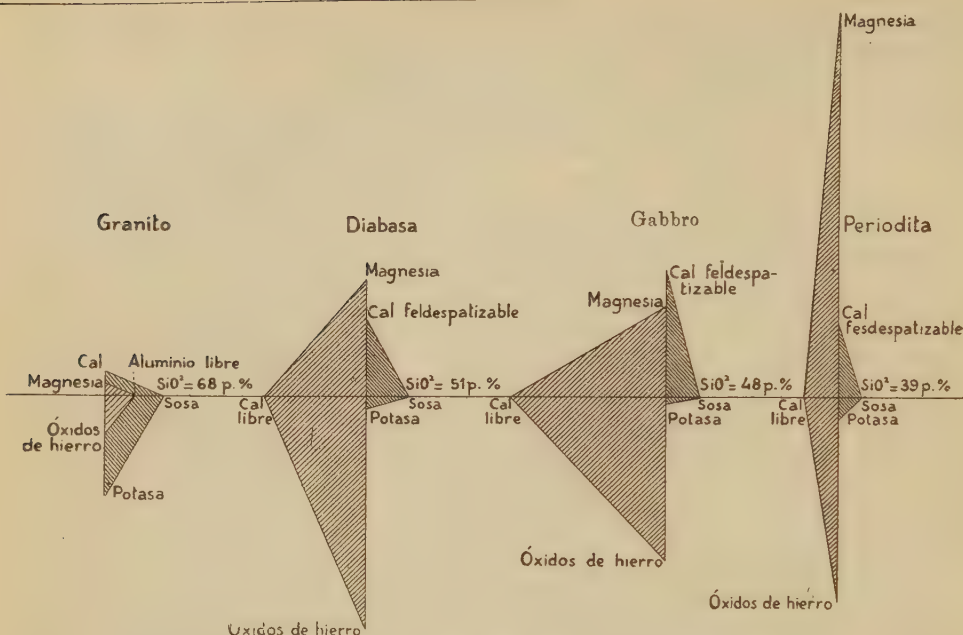 Granito
Cal
Aluminio libre
Magnesia
SiO²= 68 p. %
Sosa
Óxidos
de hierro
Potasa
Diabasa
Magnesia
Cal feldespatizable
SiO²= 51 p. %
Cal
libre
Sosa
Potasa
Óxidos de hierro
Gabbro
Cal feldespa-
tizable
Magnesia
SiO²= 48 p. %
Cal
libre
Sosa
Potasa
Óxidos de hierro
Magnesia
Periodita
Cal
fesdespatizable
SiO²= 39 p. %
Cal
libre
Sosa
Potasa
Óxidos de hierro